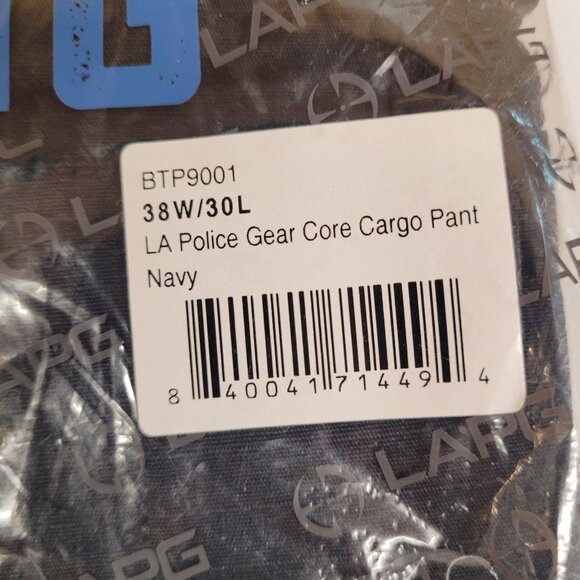 LAPG
BTP9001
38W/30L
LA Police Gear Core Cargo Pant
Navy
8 40041 71449 4
LAPG
LAPG
LAPG